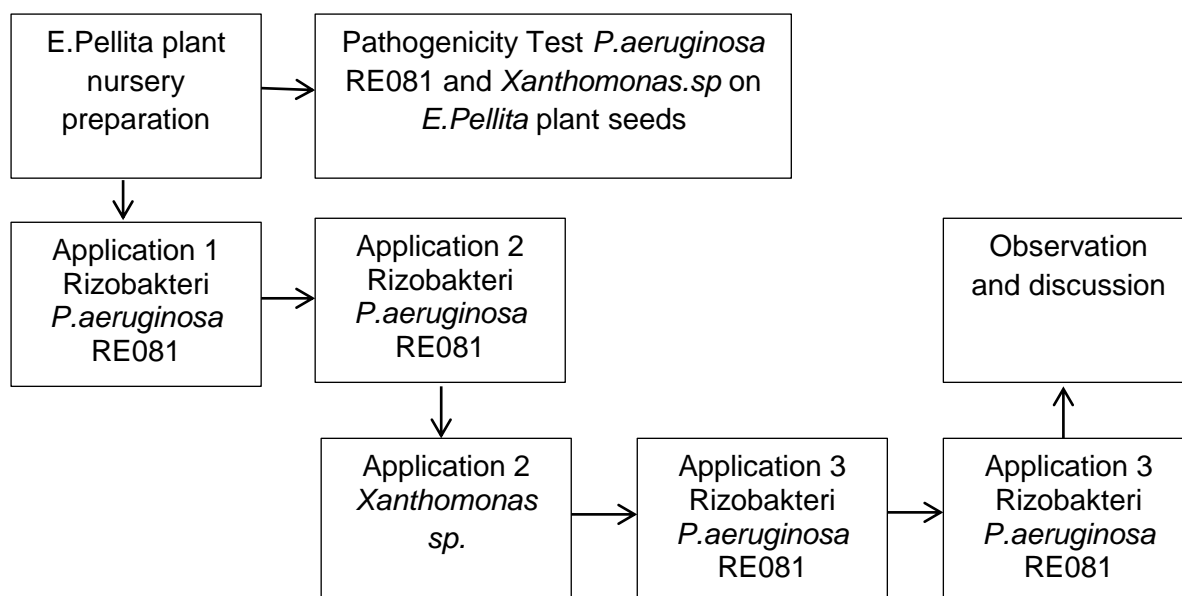 E.Pellita plant
nursery
preparation
Pathogenicity Test P.aeruginosa
RE081 and Xanthomonas.sp on
E.Pellita plant seeds
Application 1
Rizobakteri
P.aeruginosa
RE081
Application 2
Rizobakteri
P.aeruginosa
RE081
Observation
and discussion
Application 2
Xanthomonas
sp.
Application 3
Rizobakteri
P.aeruginosa
RE081
Application 3
Rizobakteri
P.aeruginosa
RE081